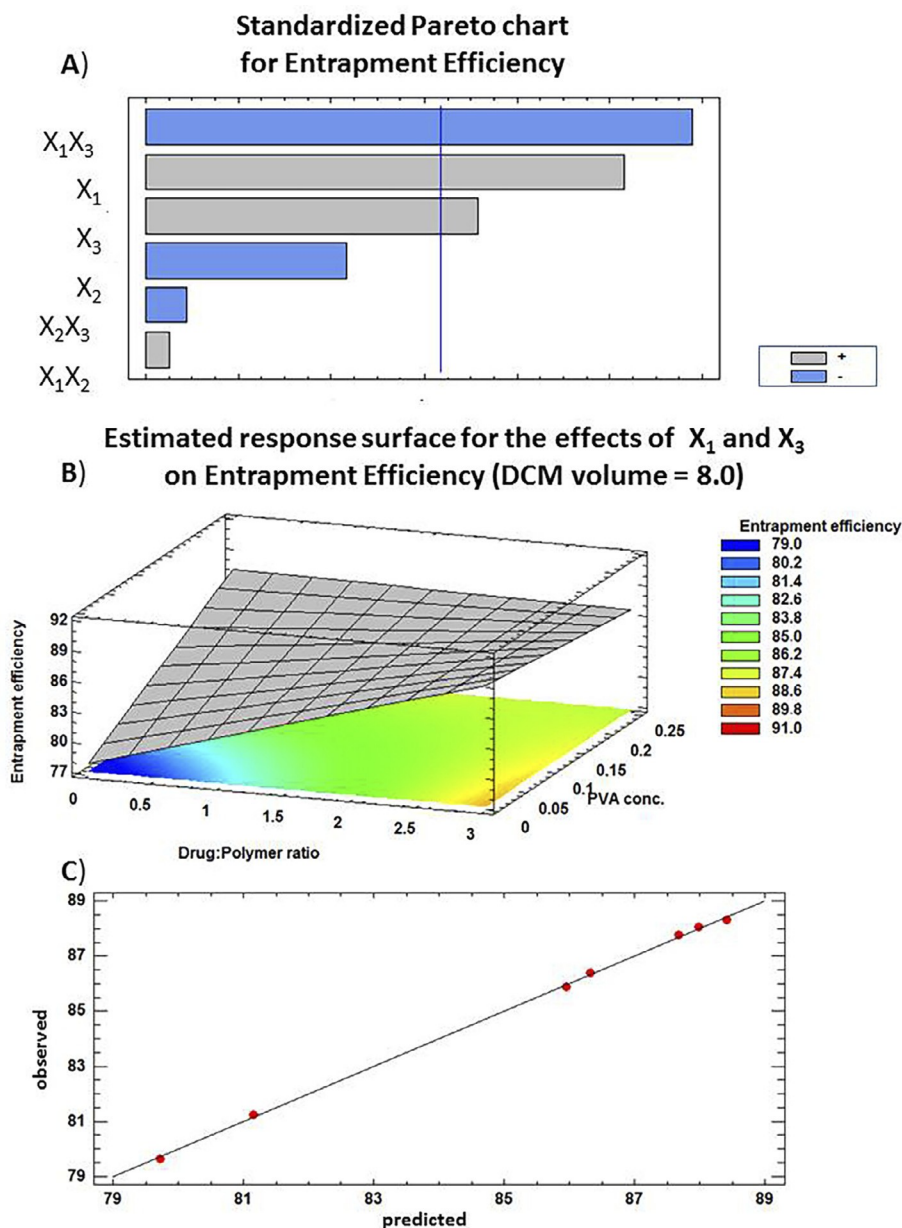 Standardized Pareto chart
for Entrapment Efficiency
A)
X₁X₃
X₁
X₃
X₂
X₂X₃
X₁X₂
+
-
Estimated response surface for the effects of X₁ and X₃
on Entrapment Efficiency (DCM volume = 8.0)
B)
Entrapment efficiency
79.0
80.2
81.4
82.6
83.8
85.0
86.2
87.4
88.6
89.8
91.0
Entrapment efficiency
92
89
86
83
80
77
0
0.5
1
1.5
2
2.5
3
Drug:Polymer ratio
0
0.05
0.1
0.15
0.2
0.25
PVA conc.
C)
observed
89
87
85
83
81
79
79 81 83 85 87 89
predicted